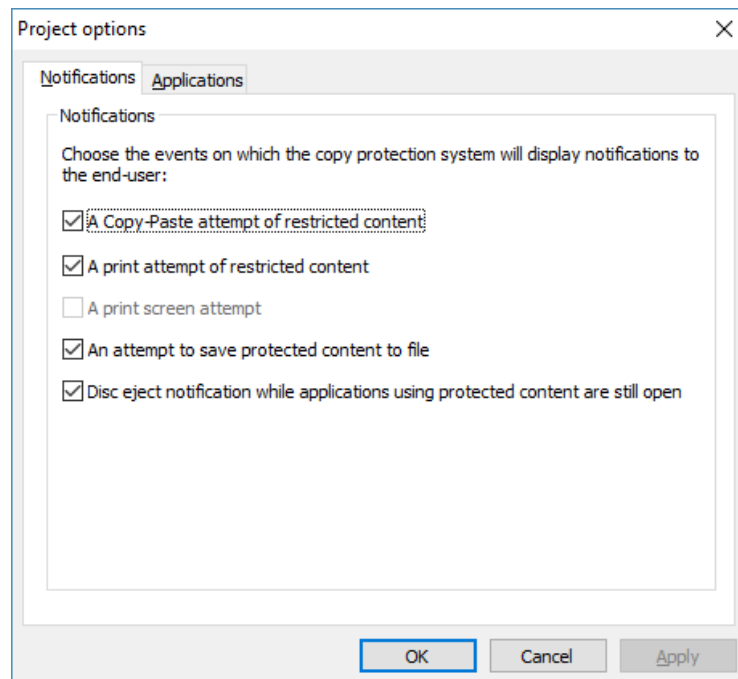 Project options
Notifications Applications
Notifications
Choose the events on which the copy protection system will display notifications to
the end-user:
A Copy-Paste attempt of restricted content
A print attempt of restricted content
A print screen attempt
An attempt to save protected content to file
Disc eject notification while applications using protected content are still open
OK Cancel Apply